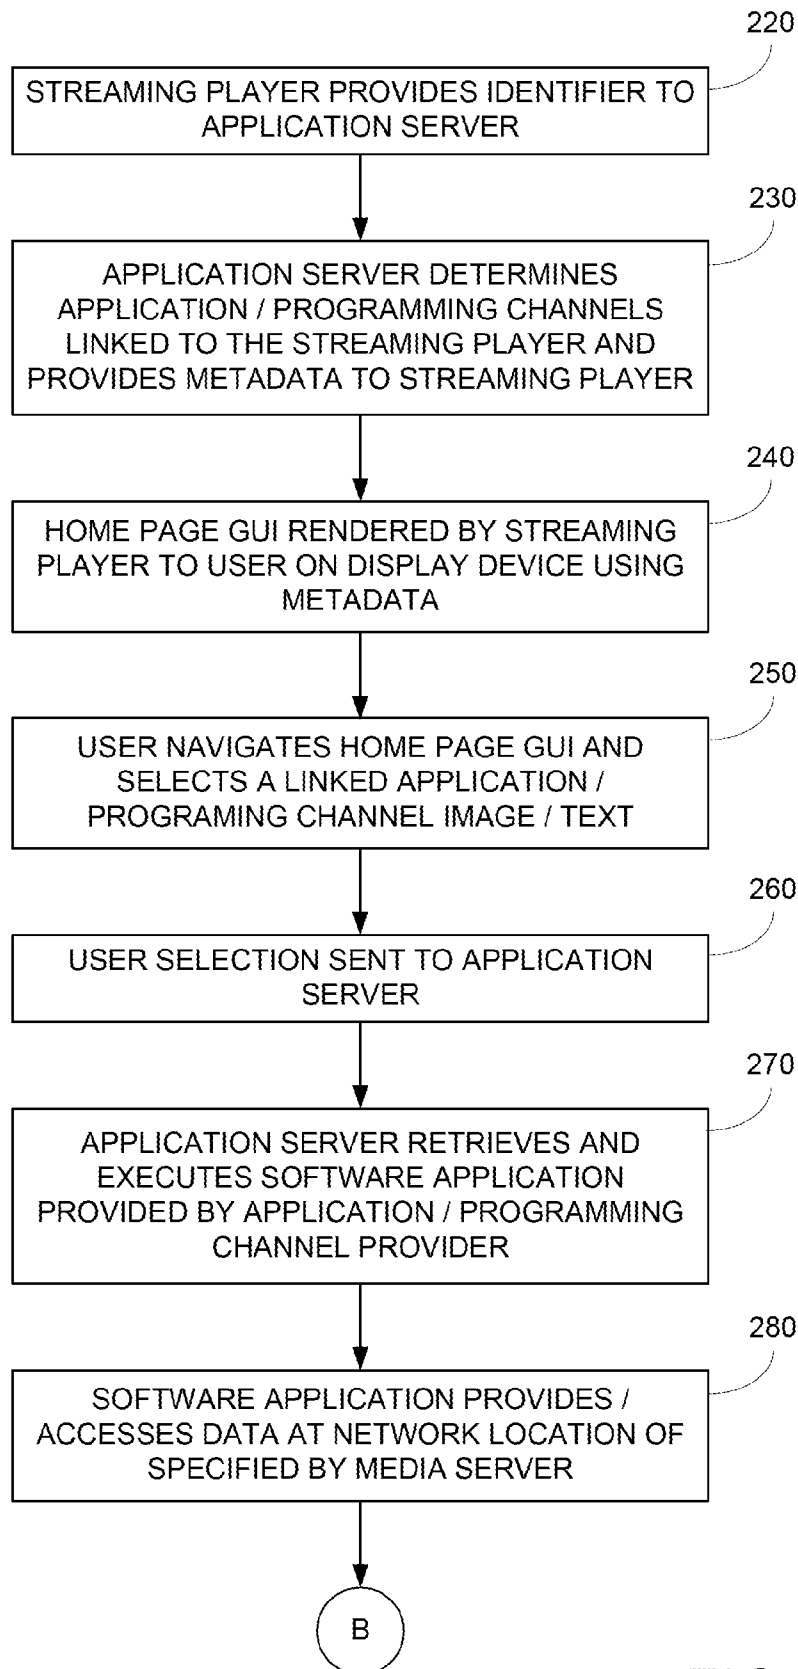 220
STREAMING PLAYER PROVIDES IDENTIFIER TO
APPLICATION SERVER
230
APPLICATION SERVER DETERMINES
APPLICATION / PROGRAMMING CHANNELS
LINKED TO THE STREAMING PLAYER AND
PROVIDES METADATA TO STREAMING PLAYER
240
HOME PAGE GUI RENDERED BY STREAMING
PLAYER TO USER ON DISPLAY DEVICE USING
METADATA
250
USER NAVIGATES HOME PAGE GUI AND
SELECTS A LINKED APPLICATION /
PROGRAMING CHANNEL IMAGE / TEXT
260
USER SELECTION SENT TO APPLICATION
SERVER
270
APPLICATION SERVER RETRIEVES AND
EXECUTES SOFTWARE APPLICATION
PROVIDED BY APPLICATION / PROGRAMMING
CHANNEL PROVIDER
280
SOFTWARE APPLICATION PROVIDES /
ACCESSES DATA AT NETWORK LOCATION OF
SPECIFIED BY MEDIA SERVER
B